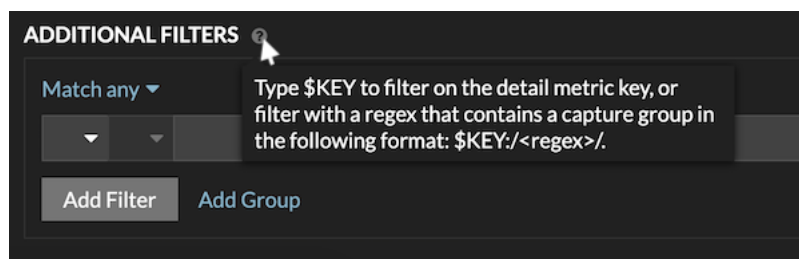 ADDITIONAL FILTERS ?
Match any
Type $KEY to filter on the detail metric key, or
filter with a regex that contains a capture group in
the following format: $KEY:/<regex>/.
Add Filter Add Group